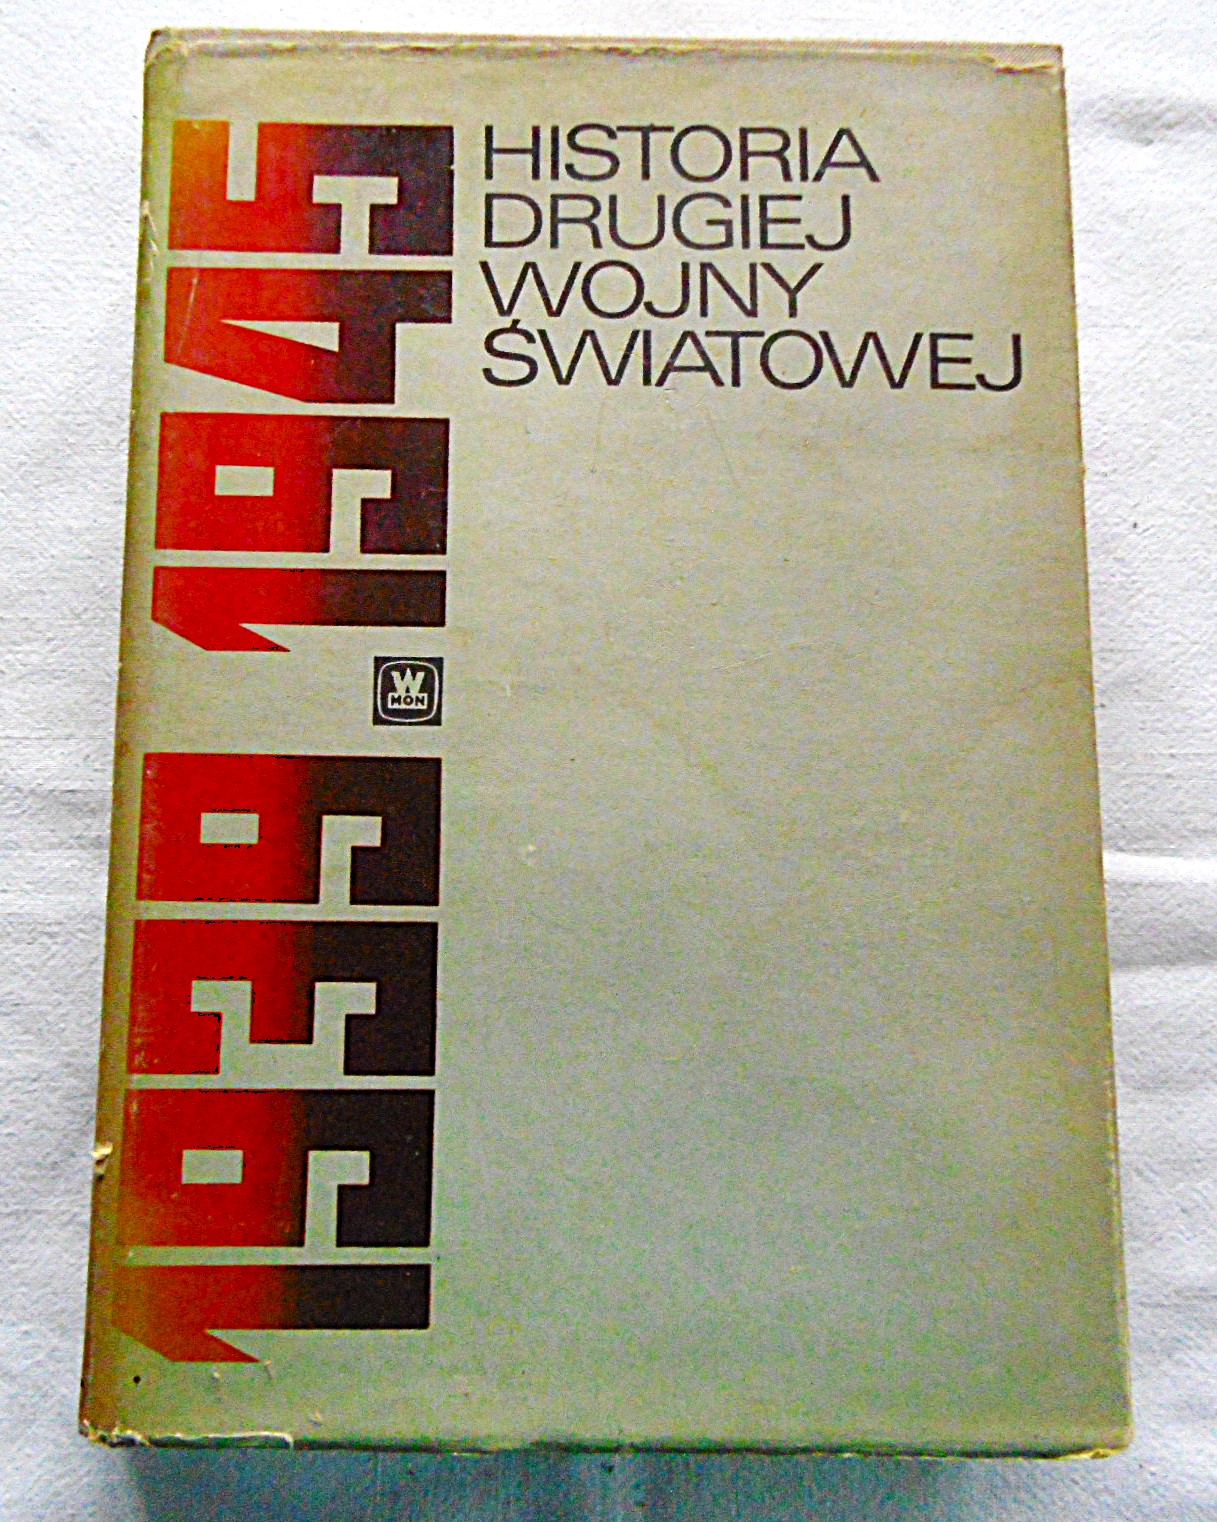 HISTORIA
DRUGIEJ
WOJNY
ŚWIATOWEJ
1939.1945
W
MON